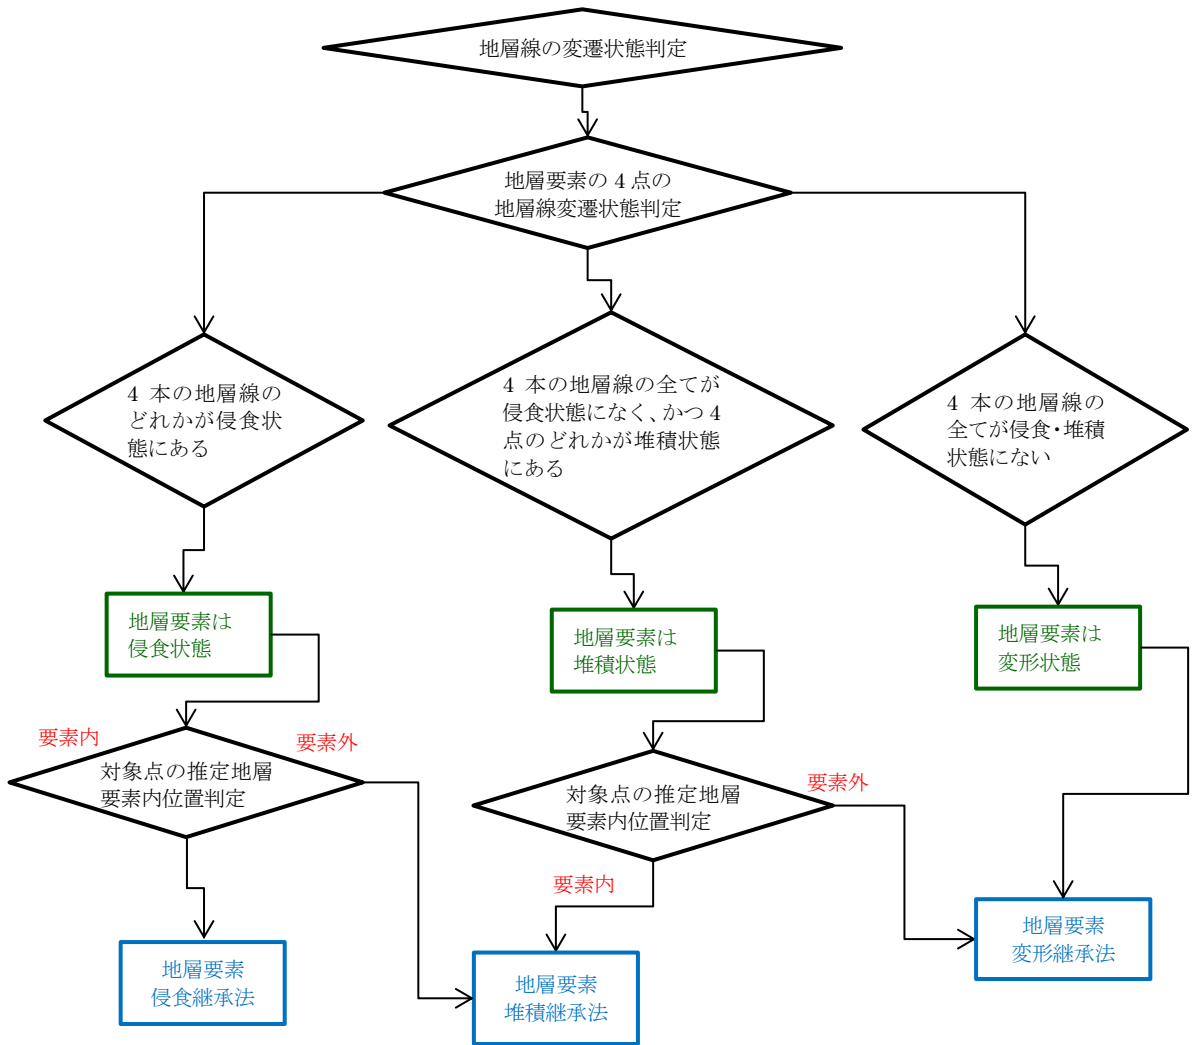 地層線の変遷状態判定
地層要素の 4 点の
地層線変遷状態判定
4 本の地層線の
どれかが侵食状
態にある
4 本の地層線の全てが
侵食状態になく、かつ 4
点のどれかが堆積状態
にある
4 本の地層線の
全てが侵食・堆積
状態にない
地層要素は
侵食状態
地層要素は
堆積状態
地層要素は
変形状態
要素内
要素外
対象点の推定地層
要素内位置判定
要素外
対象点の推定地層
要素内位置判定
要素内
地層要素
侵食継承法
地層要素
堆積継承法
地層要素
変形継承法